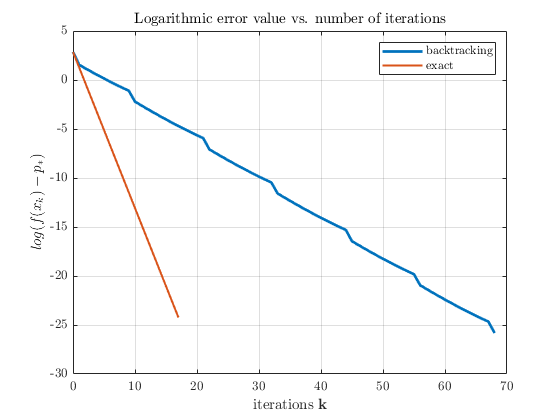 Logarithmic error value vs. number of iterations
5
0
-5
-10
-15
-20
-25
-30
log(f(x_k) − p_*)
backtracking
exact
0 10 20 30 40 50 60 70
iterations k